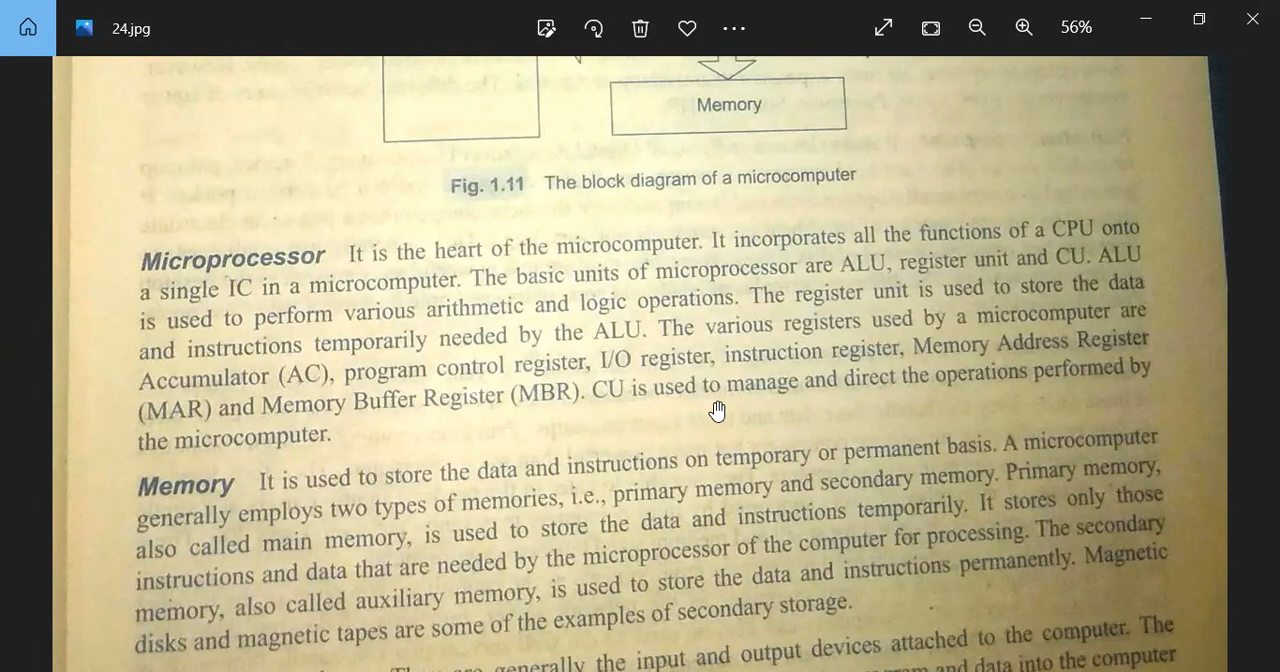 24.jpg
56%
Memory
Fig. 1.11 The block diagram of a microcomputer
Microprocessor It is the heart of the microcomputer. It incorporates all the functions of a CPU onto
a single IC in a microcomputer. The basic units of microprocessor are ALU, register unit and CU. ALU
is used to perform various arithmetic and logic operations. The register unit is used to store the data
and instructions temporarily needed by the ALU. The various registers used by a microcomputer are
Accumulator (AC), program control register, I/O register, instruction register, Memory Address Register
(MAR) and Memory Buffer Register (MBR). CU is used to manage and direct the operations performed by
the microcomputer.
Memory It is used to store the data and instructions on temporary or permanent basis. A microcomputer
generally employs two types of memories, i.e., primary memory and secondary memory. Primary memory,
also called main memory, is used to store the data and instructions temporarily. It stores only those
instructions and data that are needed by the microprocessor of the computer for processing. The secondary
memory, also called auxiliary memory, is used to store the data and instructions permanently. Magnetic
disks and magnetic tapes are some of the examples of secondary storage.
generally the input and output devices attached to the computer. The
and data into the computer